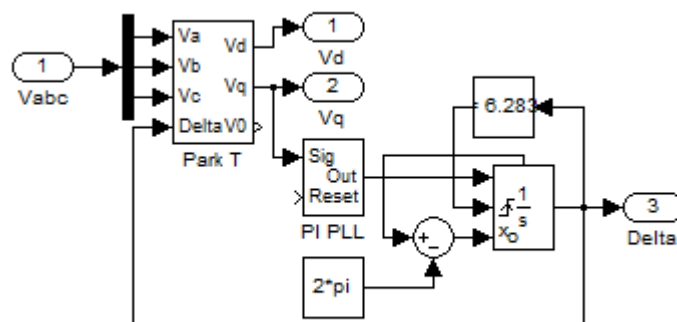 1
Vabc
Va
Vb
Vc
Delta
Vd
Vq
V0
Park T
1
Vd
2
Vq
Sig
Out
Reset
PI PLL
6.283
1
s
xo
+
−
2*pi
3
Delta